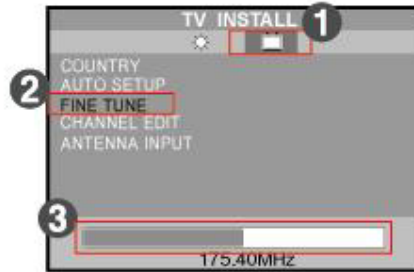 TV INSTALL 1
2
COUNTRY
AUTO SETUP
FINE TUNE
CHANNEL EDIT
ANTENNA INPUT
3
175.40MHz